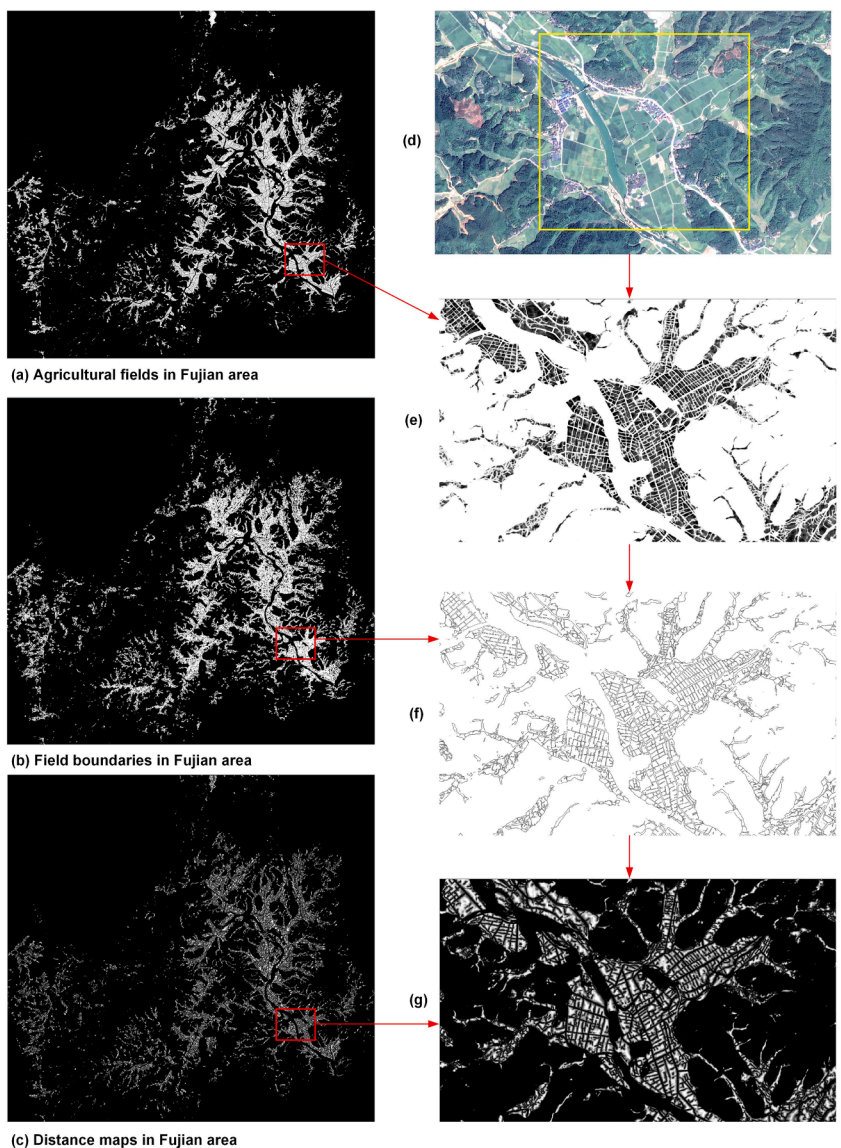 (d)
(a) Agricultural fields in Fujian area
(e)
(b) Field boundaries in Fujian area
(f)
(g)
(c) Distance maps in Fujian area